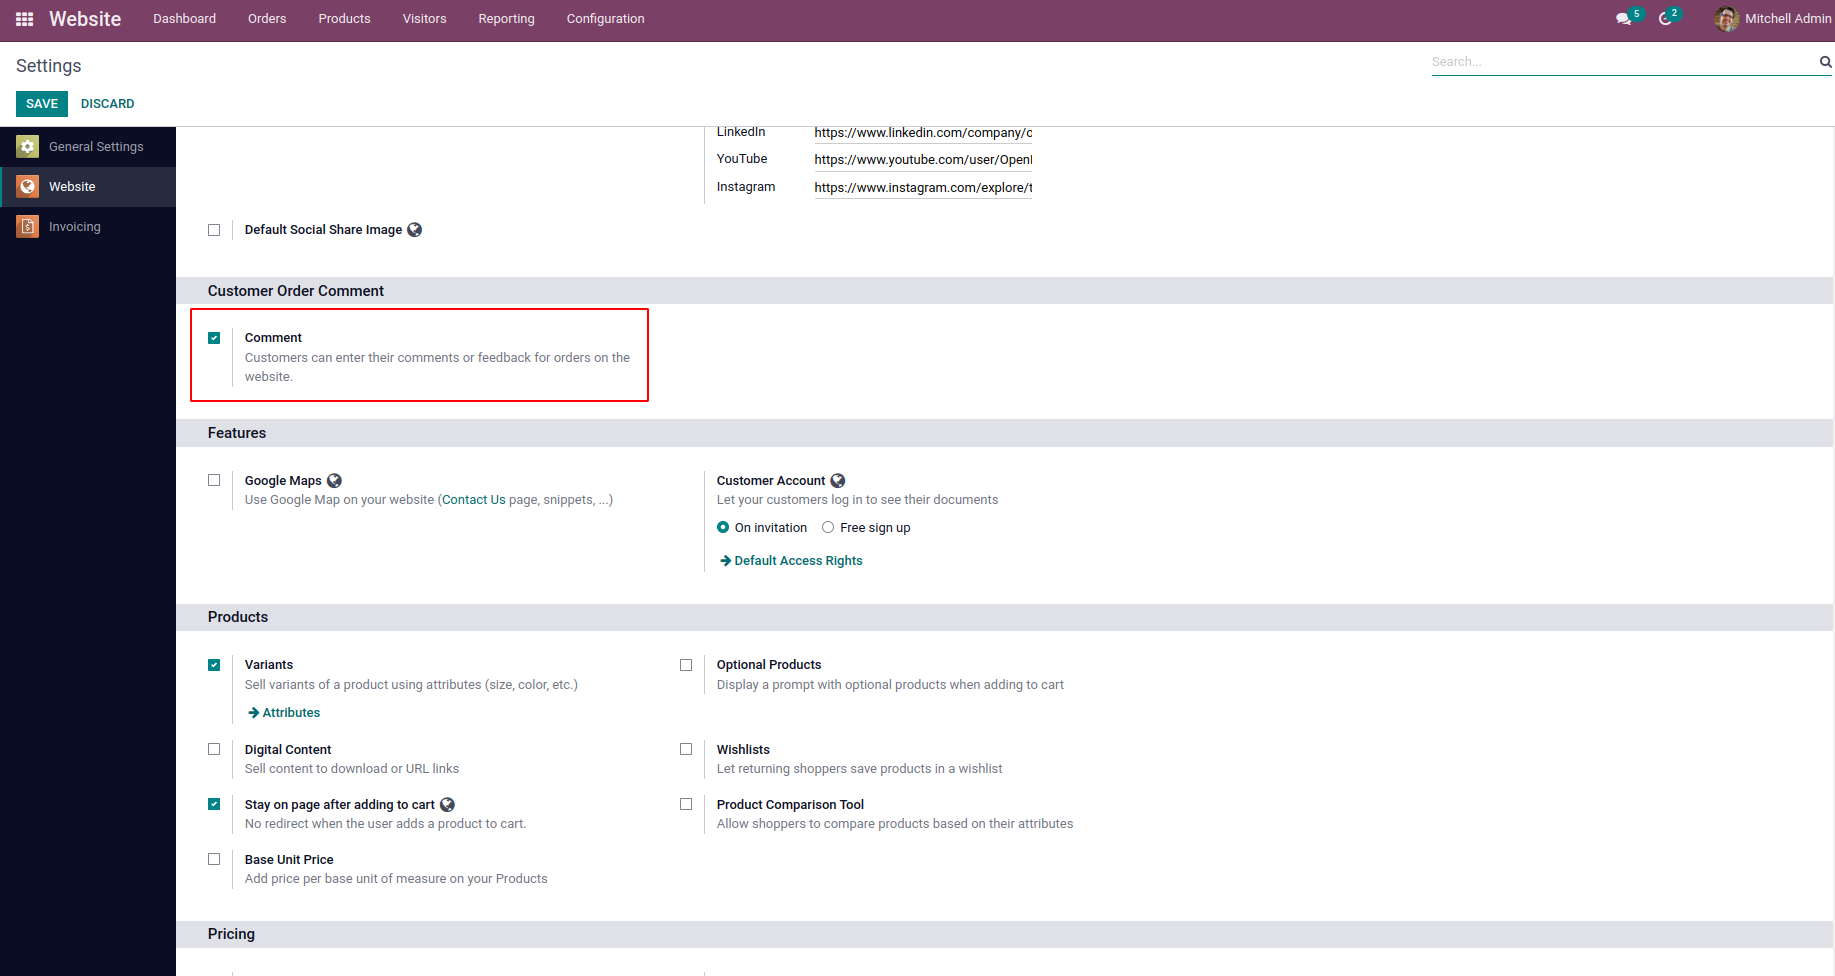 Website Dashboard Orders Products Visitors Reporting Configuration 5 2 Mitchell Admin
Settings
Search...
SAVE DISCARD
General Settings
Website
Invoicing
LinkedIn https://www.linkedin.com/company/o
YouTube https://www.youtube.com/user/Openl
Instagram https://www.instagram.com/explore/t
Default Social Share Image
Customer Order Comment
Comment
Customers can enter their comments or feedback for orders on the
website.
Features
Google Maps
Use Google Map on your website (Contact Us page, snippets, ...)
Customer Account
Let your customers log in to see their documents
On invitation Free sign up
Default Access Rights
Products
Variants
Sell variants of a product using attributes (size, color, etc.)
Attributes
Optional Products
Display a prompt with optional products when adding to cart
Digital Content
Sell content to download or URL links
Wishlists
Let returning shoppers save products in a wishlist
Stay on page after adding to cart
No redirect when the user adds a product to cart.
Product Comparison Tool
Allow shoppers to compare products based on their attributes
Base Unit Price
Add price per base unit of measure on your Products
Pricing